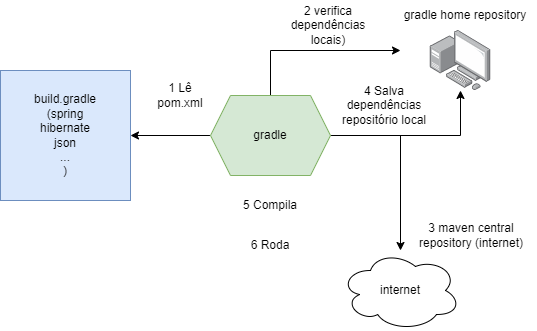 2 verifica
dependências
locais)
gradle home repository
1 Lê
pom.xml
4 Salva
dependências
repositório local
build.gradle
(spring
hibernate
json
...
)
gradle
5 Compila
6 Roda
3 maven central
repository (internet)
internet